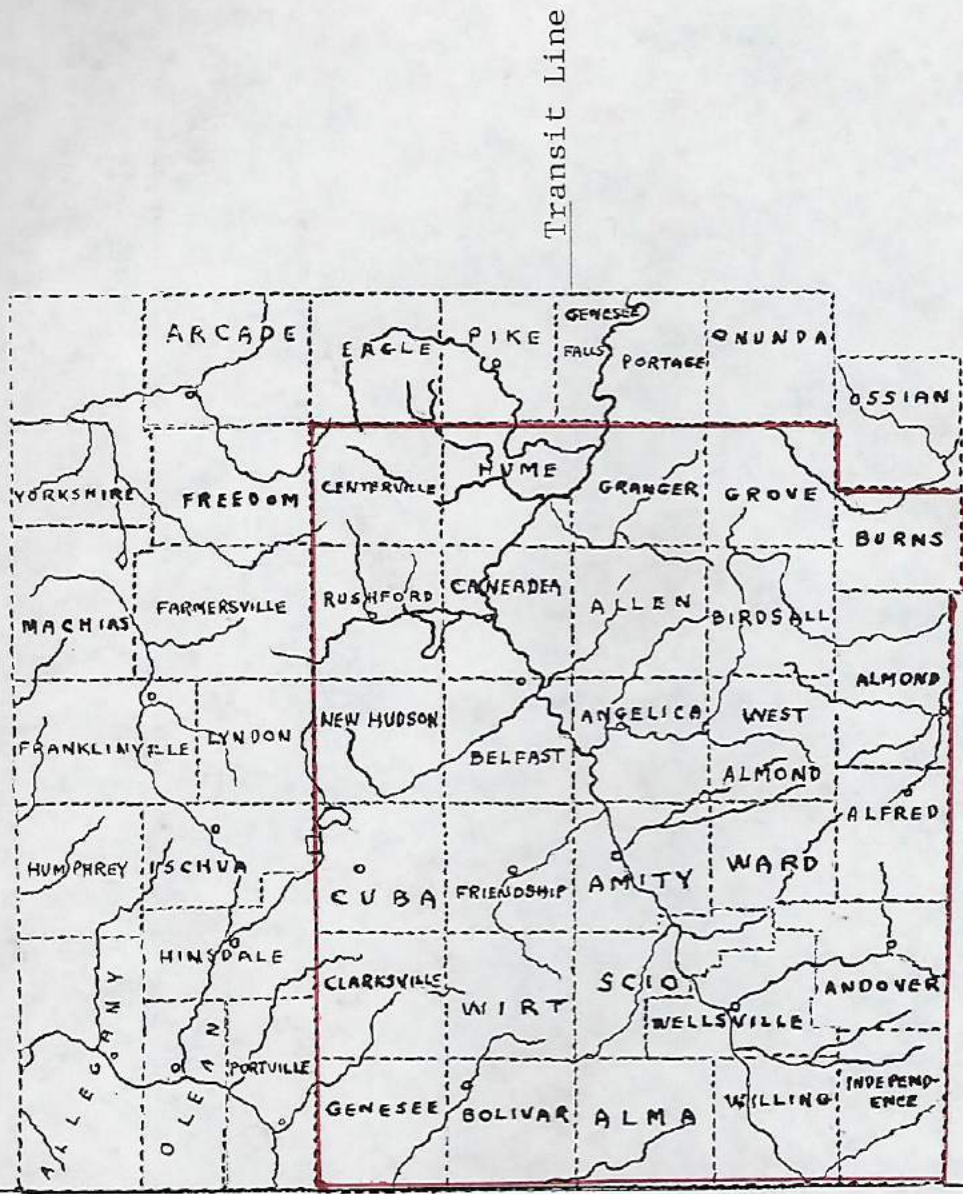 Transit Line
ARCADE
EAGLE
PIKE
GENESEE
FALLS
PORTAGE
NUNDA
OSSIAN
YORKSHIRE
FREEDOM
CENTERVILLE
HUME
GRANGER
GROVE
BURNS
MACHIAS
FARMERSVILLE
RUSHFORD
CANEADEA
ALLEN
BIRDSALL
ALMOND
FRANKLINVILLE
LYNDON
NEW HUDSON
BELFAST
ANGELICA
WEST
ALMOND
HUMPHREY
ISCHUA
CUBA
FRIENDSHIP
AMITY
WARD
ALFRED
HINSDALE
CLARKSVILLE
WIRT
SCIO
WELLSVILLE
ANDOVER
ALLEGANY
OLEAN
PORTVILLE
GENESEE
BOLIVAR
ALMA
WILLING
INDEPEND-
ENCE